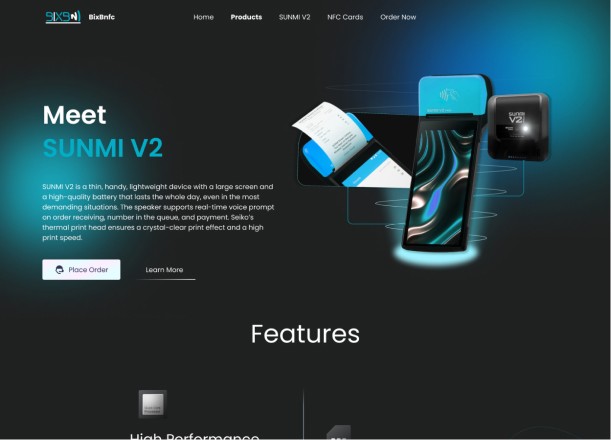 BIXBN BixBnfc
Home Products SUNMI V2 NFC Cards Order Now
Meet
SUNMI V2
SUNMI V2 is a thin, handy, lightweight device with a large screen and
a high-quality battery that lasts the whole day, even in the most
demanding situations. The speaker supports real-time voice prompt
on order receiving, number in the queue, and payment. Seiko's
thermal print head ensures a crystal-clear print effect and a high
print speed.
Place Order Learn More
SUNMI
V2
Features
High Performance